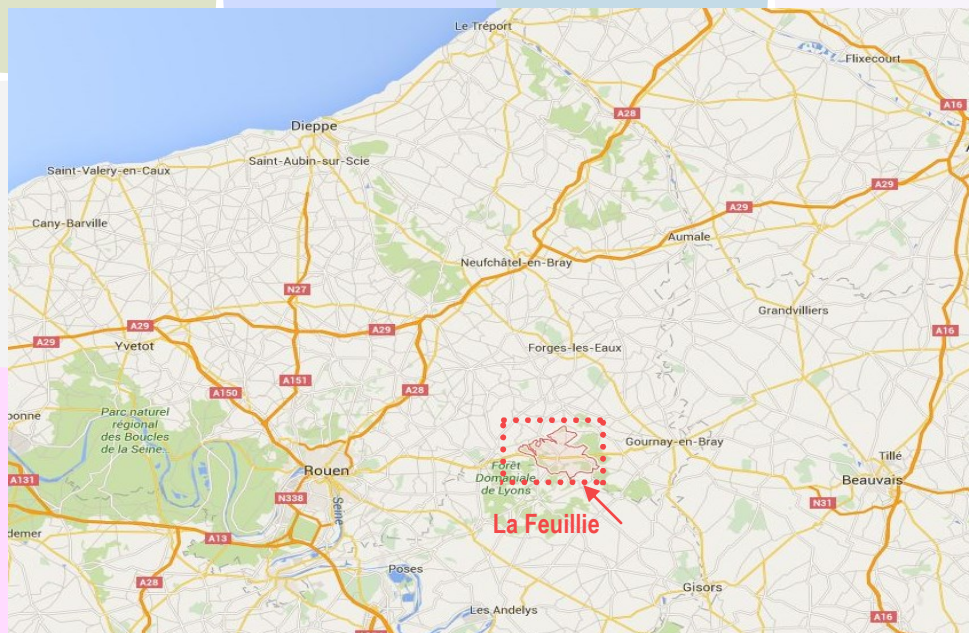 Le Tréport
Flixecourt
A16
A28
Dieppe
Saint-Aubin-sur-Scie
Saint-Valery-en-Caux
A29
A29
Cany-Barville
Aumale
Neufchâtel-en-Bray
N27
Grandvilliers
A29
A29
A29
A16
Yvetot
Forges-les-Eaux
A151
A28
A150
Parc naturel
régional
des Boucles
de la Seine
Gournay-en-Bray
Tillé
Rouen
Forêt
Domaniale
de Lyons
A131
Beauvais
N338
Seine
N31
La Feuillie
A13
Poses
A28
Gisors
Les Andelys
A16